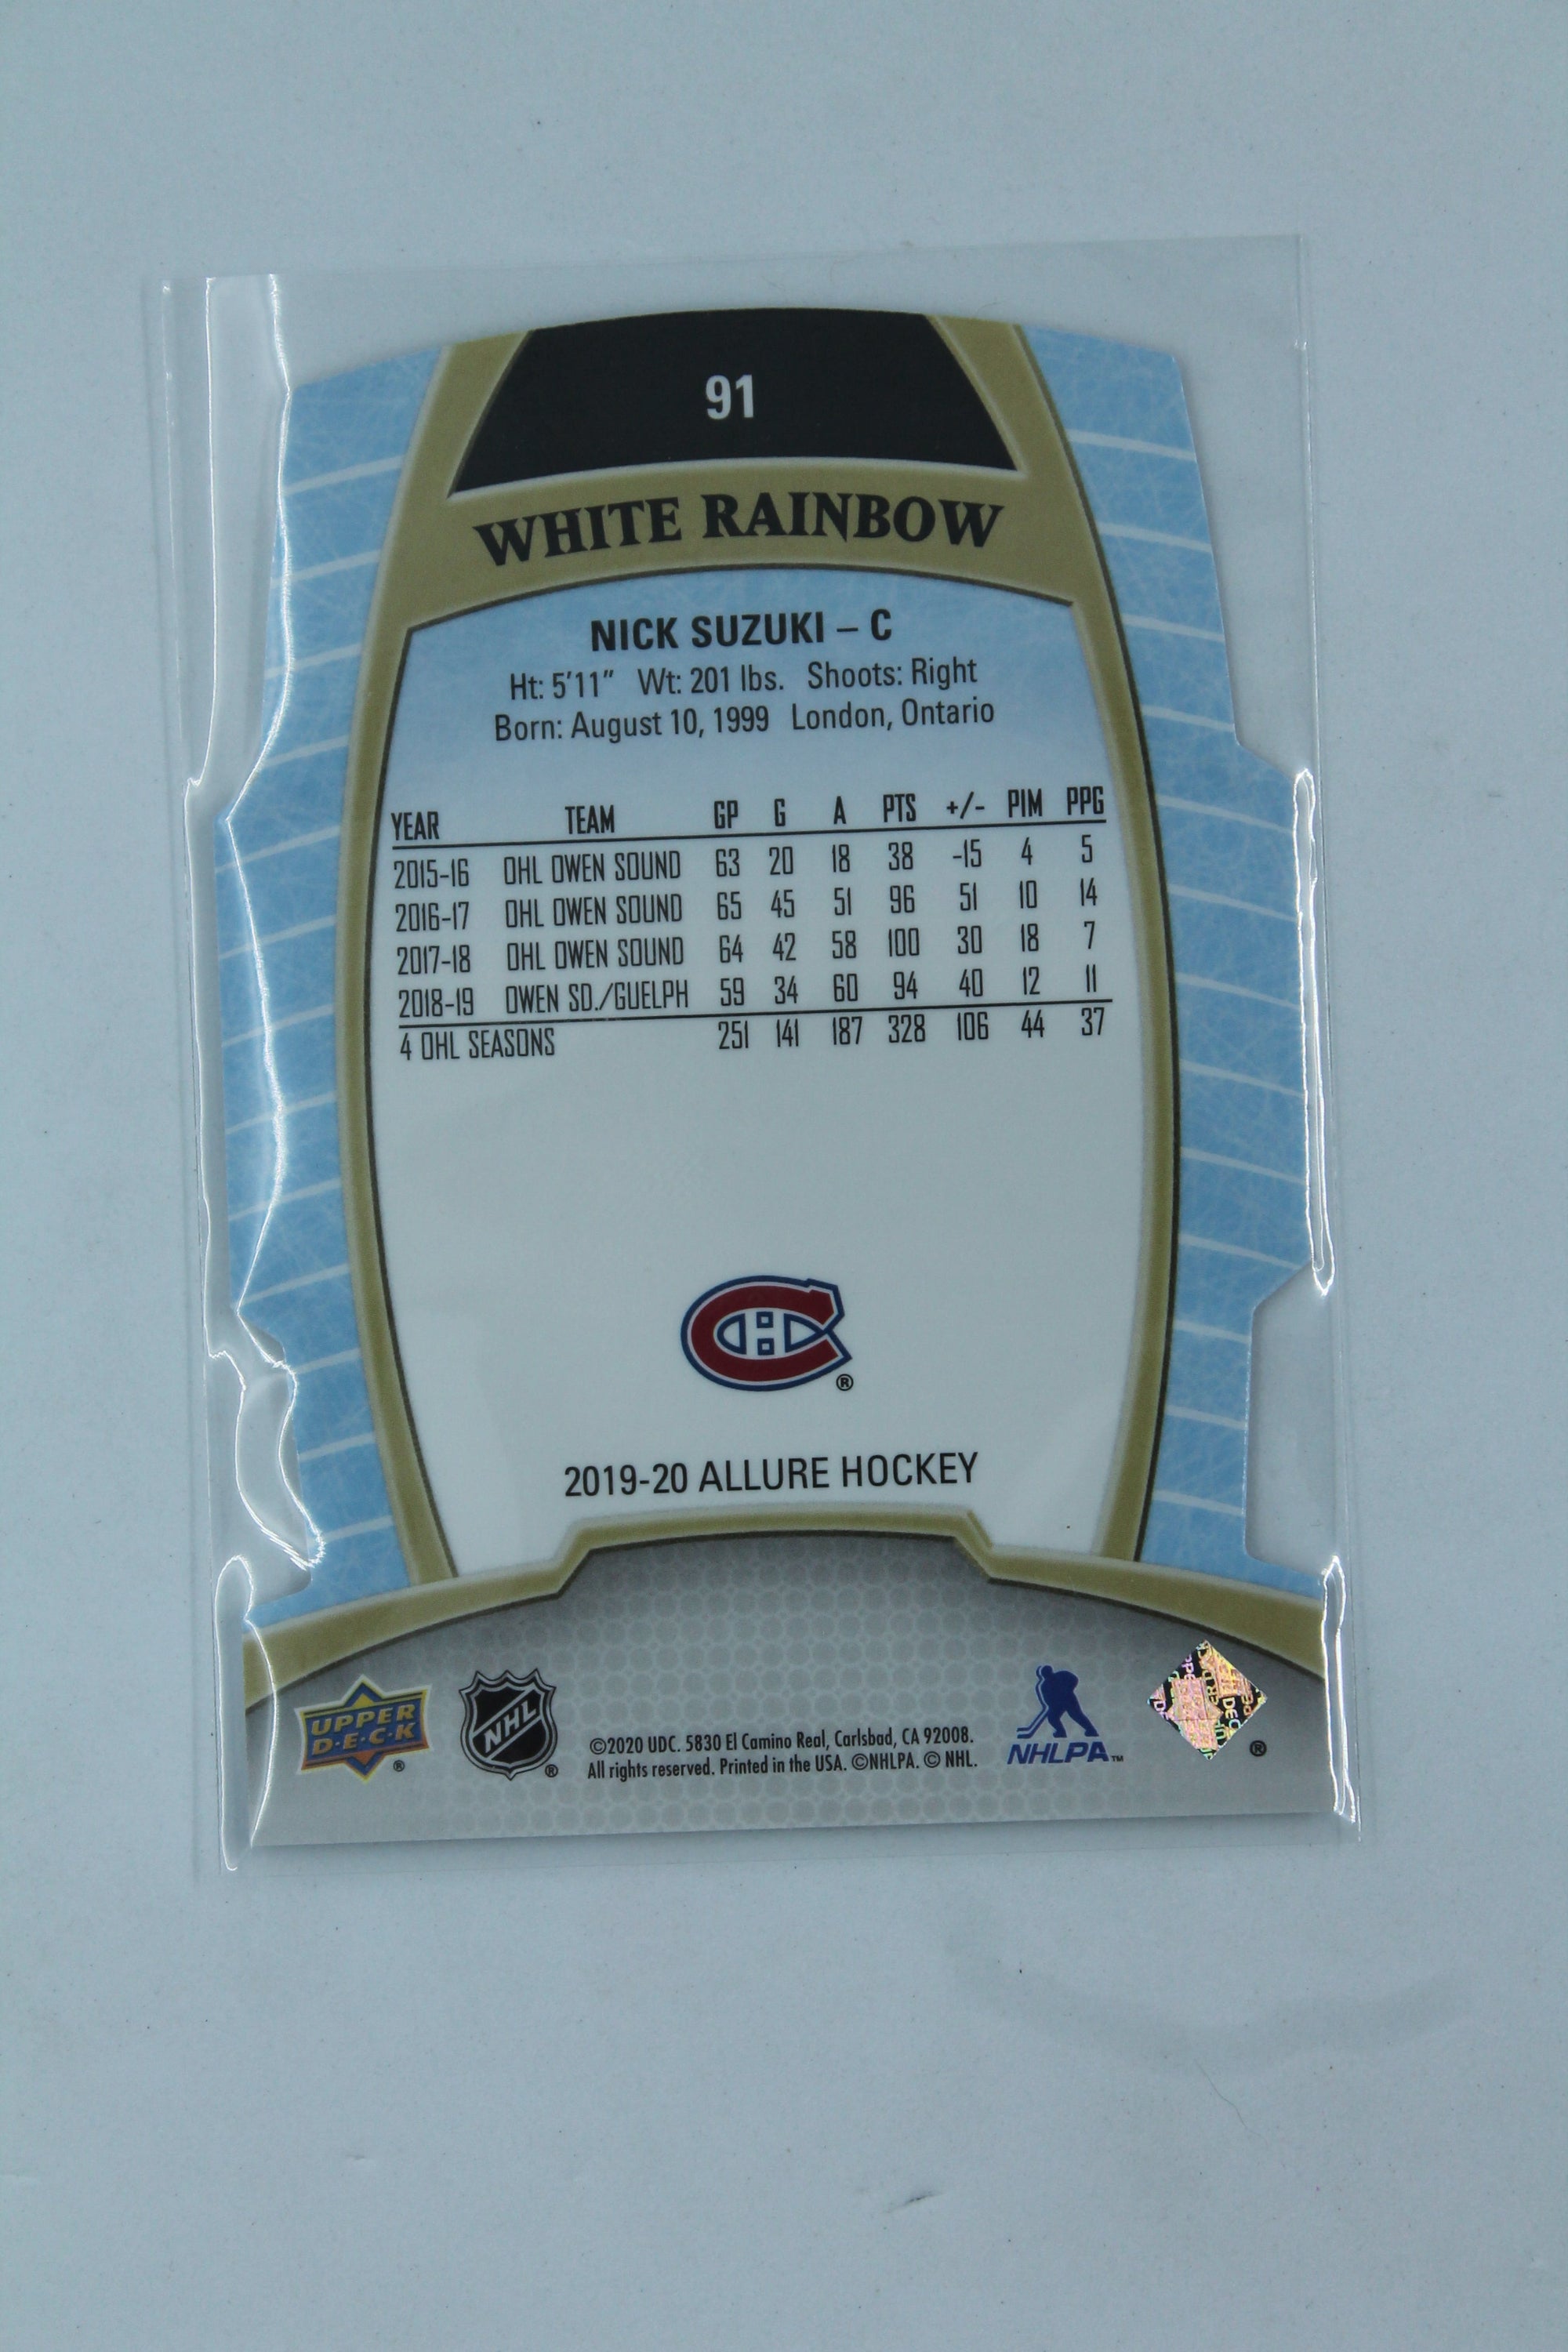 91
WHITE RAINBOW
NICK SUZUKI – C
Ht: 5'11" Wt: 201 lbs. Shoots: Right
Born: August 10, 1999 London, Ontario
YEAR TEAM GP G A PTS +/- PIM PPG
2015-16 OHL OWEN SOUND 63 20 18 38 -15 4 5
2016-17 OHL OWEN SOUND 65 45 51 96 51 10 14
2017-18 OHL OWEN SOUND 64 42 58 100 30 18 7
2018-19 OWEN SD./GUELPH 59 34 60 94 40 12 11
4 OHL SEASONS 251 141 187 328 106 44 37
CH®
2019-20 ALLURE HOCKEY
UPPER
D·E·C·K®
NHL®
©2020 UDC. 5830 El Camino Real, Carlsbad, CA 92008.
All rights reserved. Printed in the USA. ©NHLPA. © NHL.
NHLPA™
®